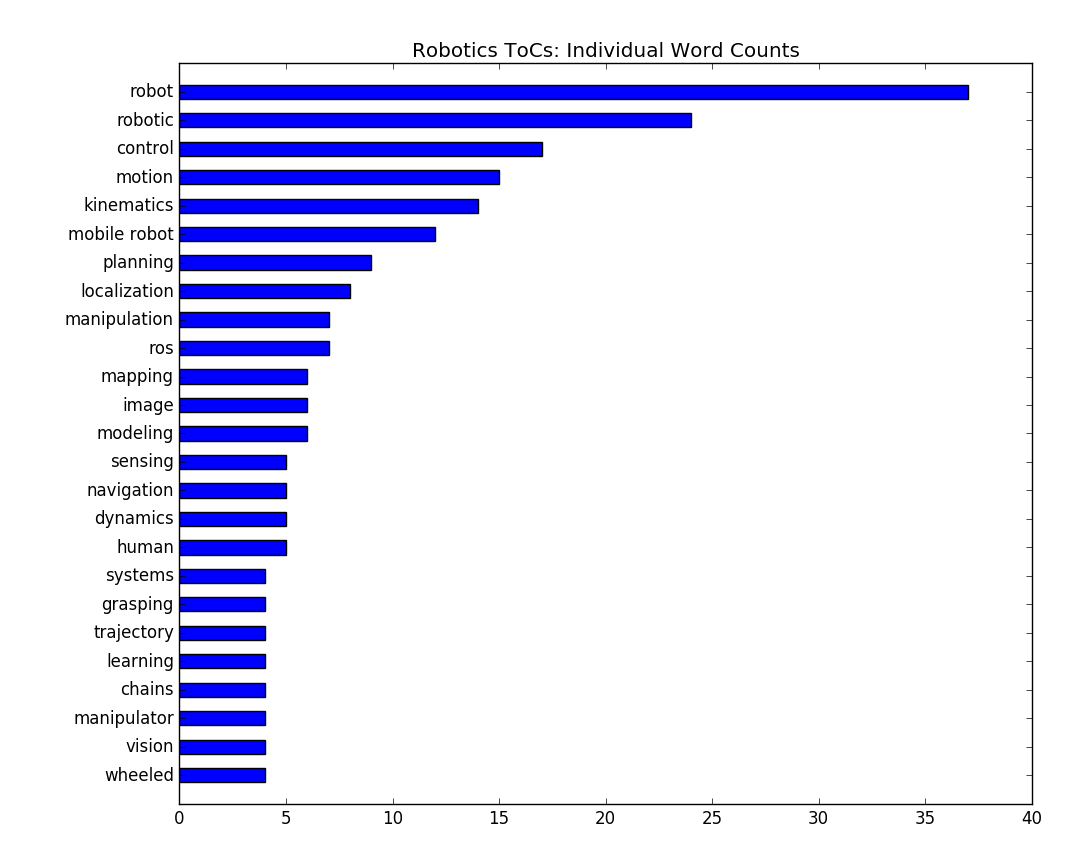 Robotics ToCs: Individual Word Counts
robot
robotic
control
motion
kinematics
mobile robot
planning
localization
manipulation
ros
mapping
image
modeling
sensing
navigation
dynamics
human
systems
grasping
trajectory
learning
chains
manipulator
vision
wheeled
0 5 10 15 20 25 30 35 40